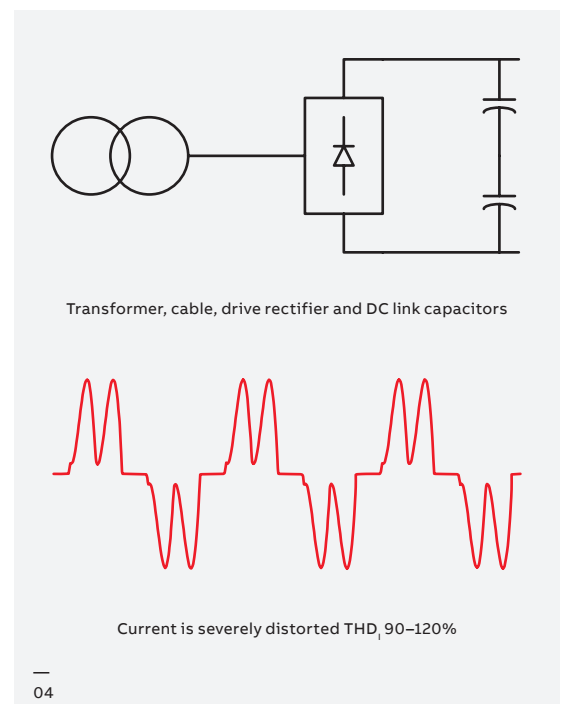 Transformer, cable, drive rectifier and DC link capacitors
Current is severely distorted THDI 90–120%
—
04